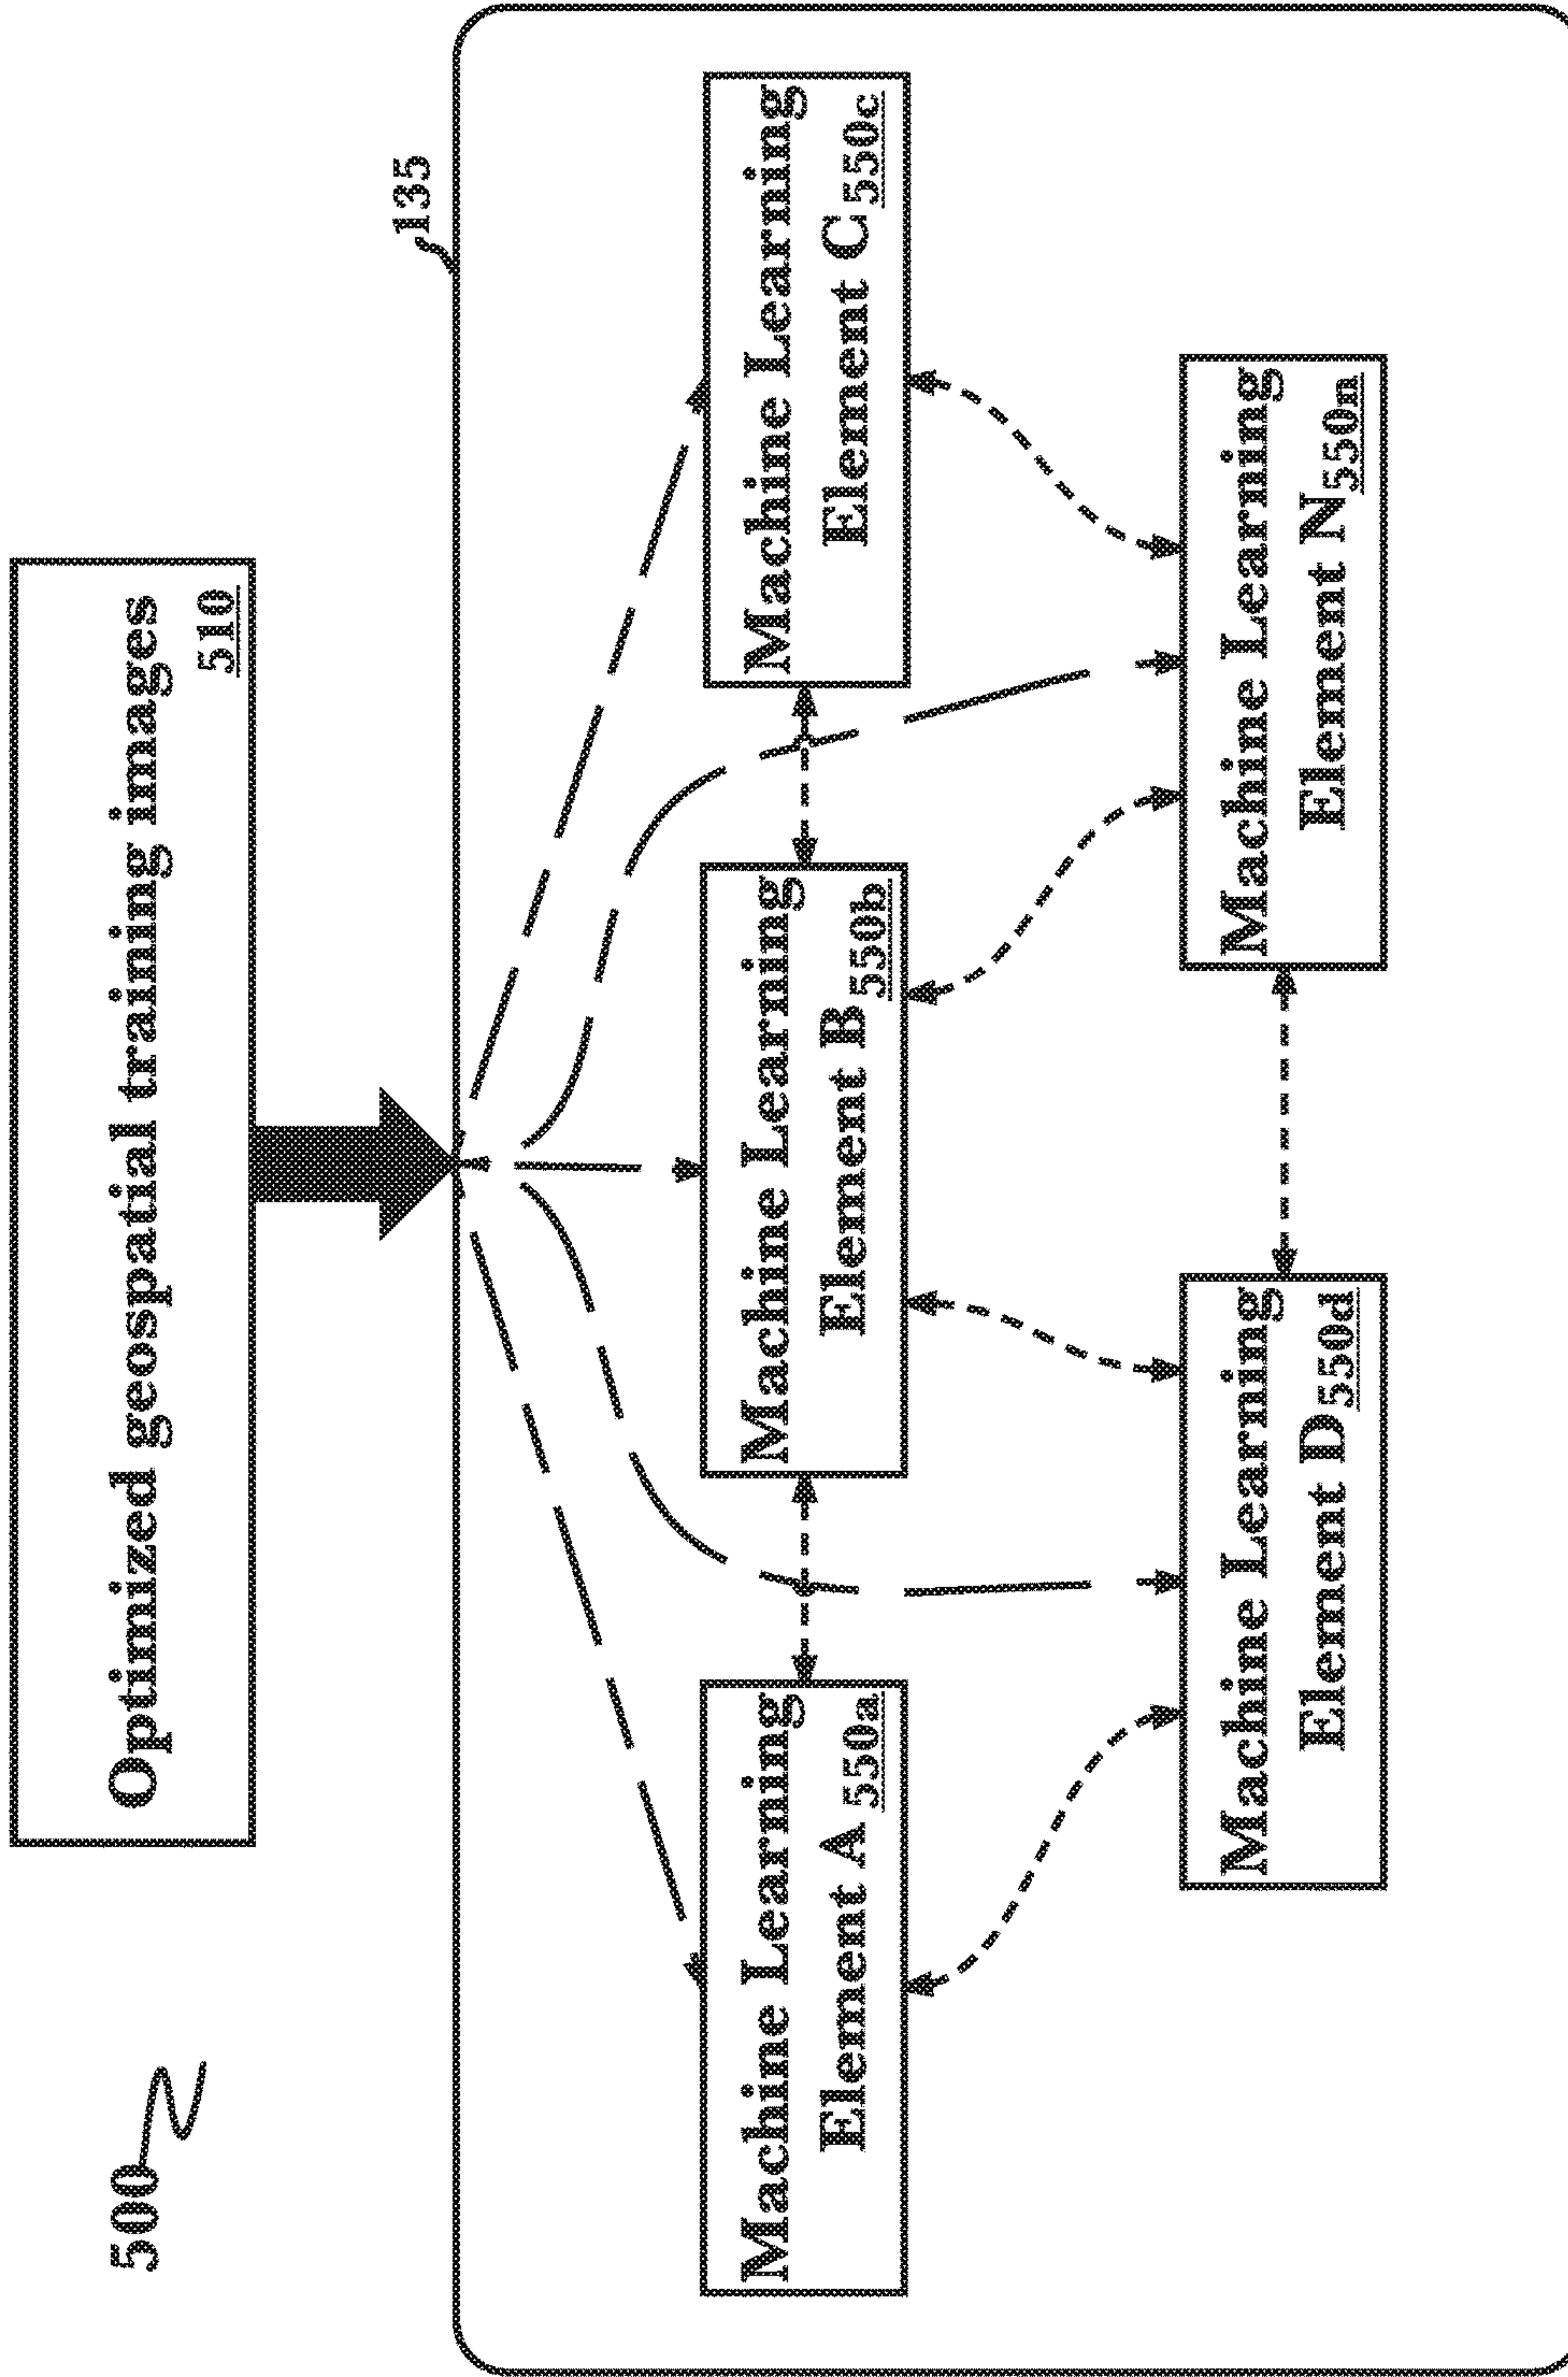 500
Optimized geospatial training images
510
135
Machine Learning
Element A 550a
Machine Learning
Element B 550b
Machine Learning
Element C 550c
Machine Learning
Element D 550d
Machine Learning
Element N 550n